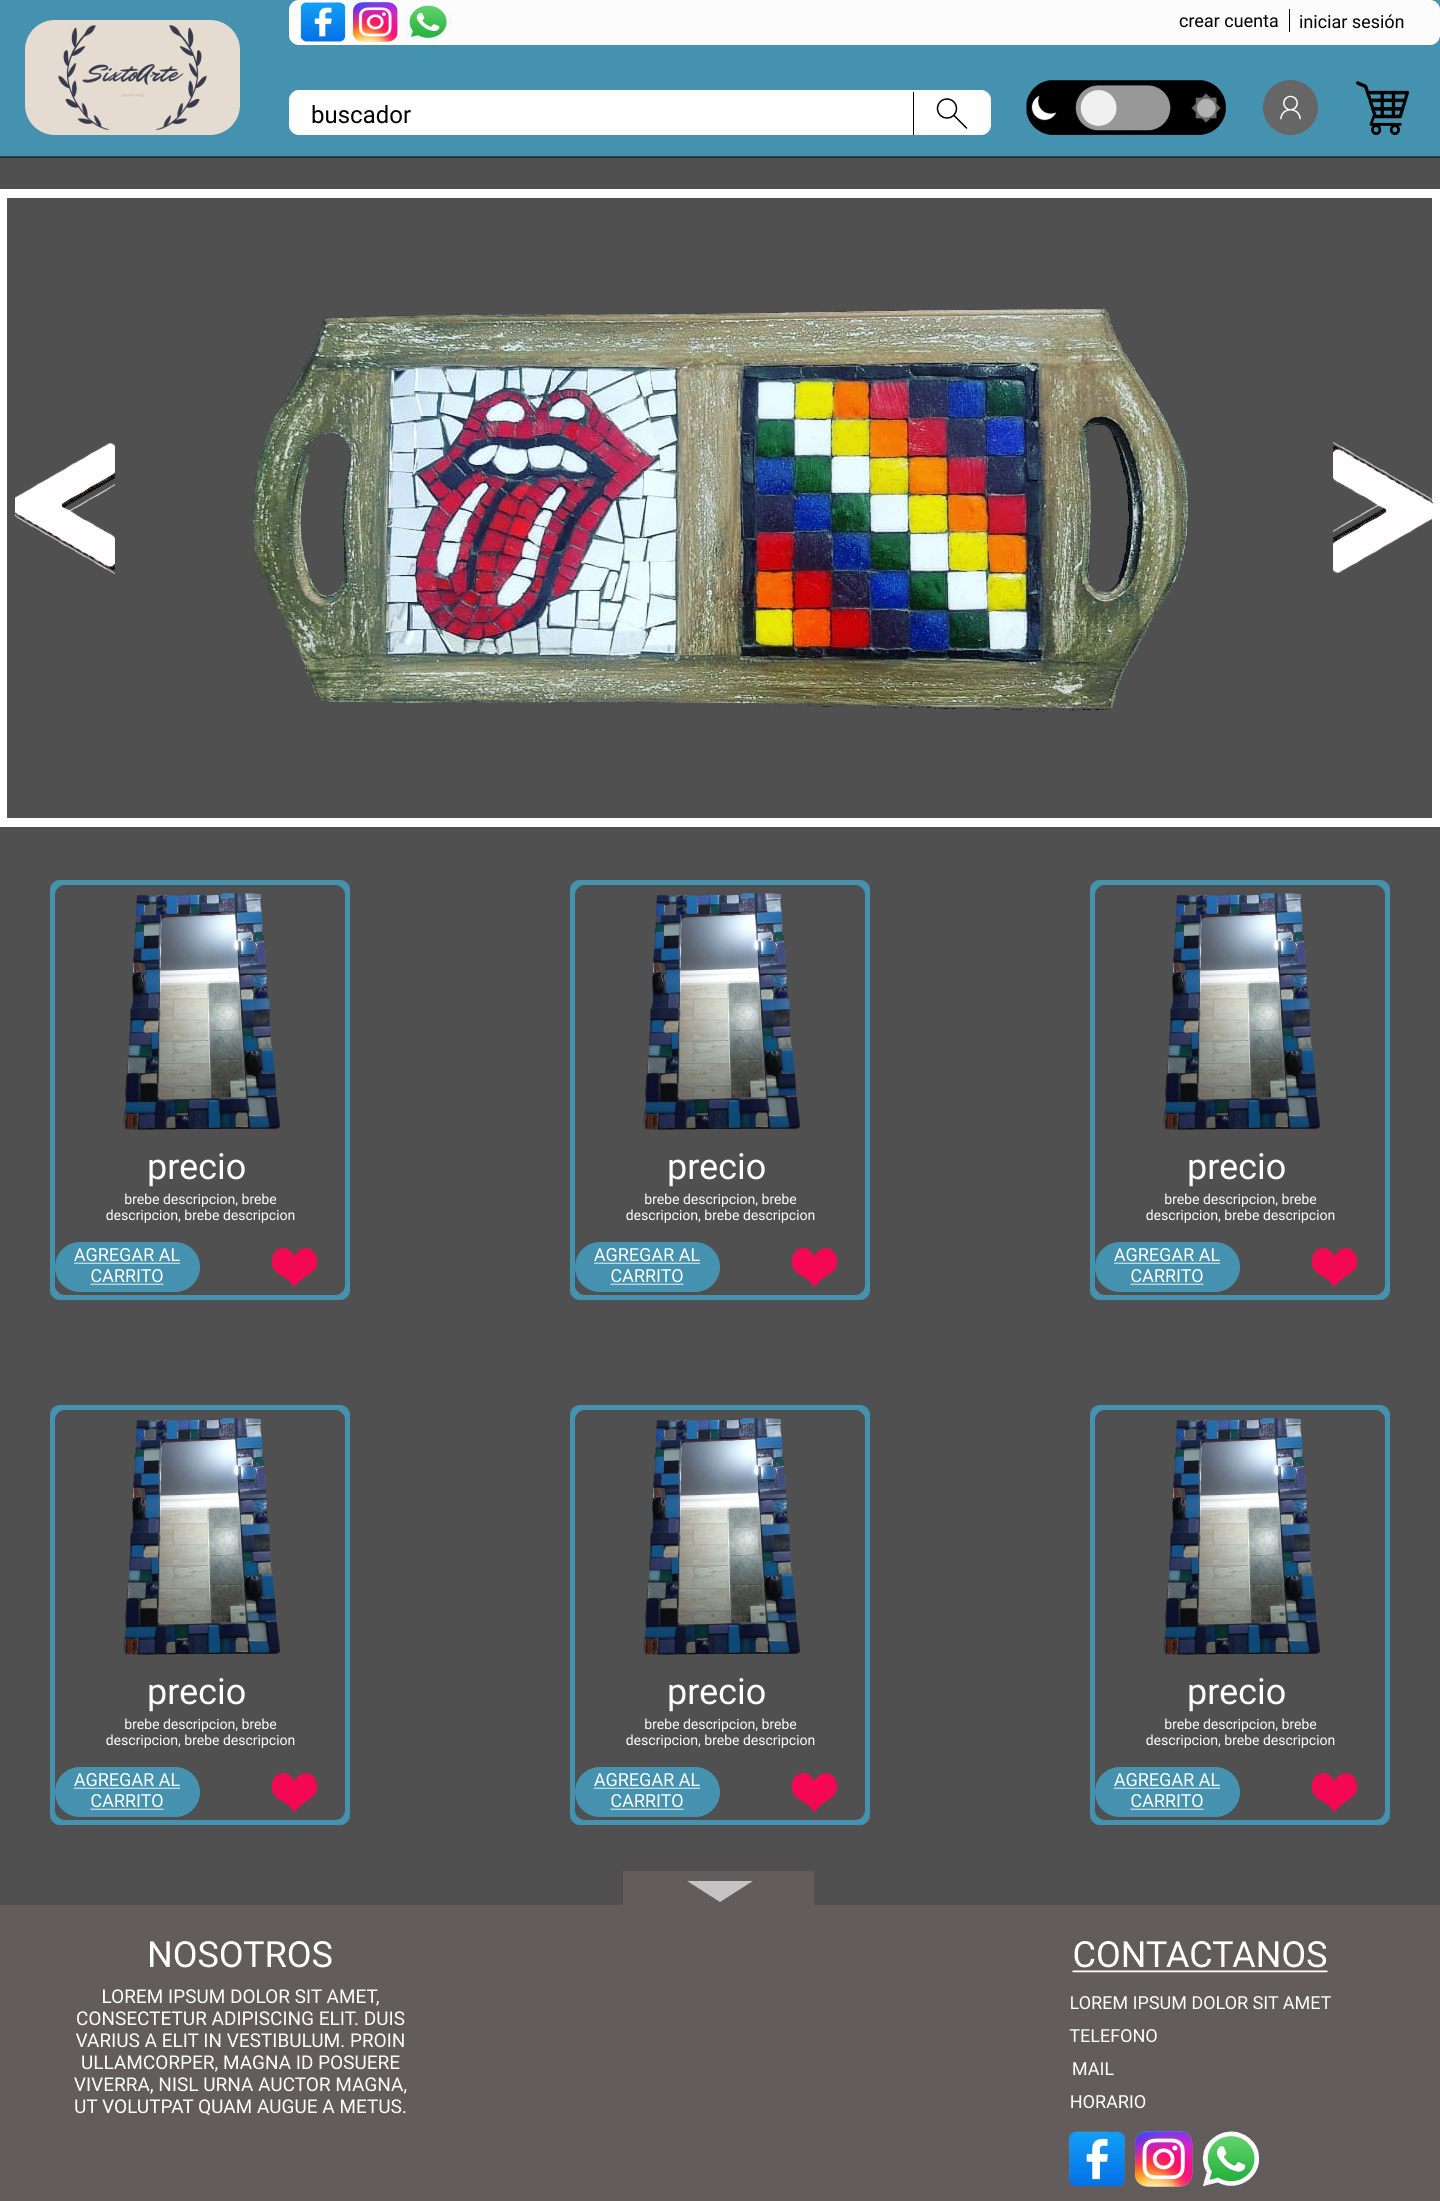 SixtoArte
crear cuenta
iniciar sesión
buscador
precio
brebe descripcion, brebe
descripcion, brebe descripcion
AGREGAR AL
CARRITO
precio
brebe descripcion, brebe
descripcion, brebe descripcion
AGREGAR AL
CARRITO
precio
brebe descripcion, brebe
descripcion, brebe descripcion
AGREGAR AL
CARRITO
precio
brebe descripcion, brebe
descripcion, brebe descripcion
AGREGAR AL
CARRITO
precio
brebe descripcion, brebe
descripcion, brebe descripcion
AGREGAR AL
CARRITO
precio
brebe descripcion, brebe
descripcion, brebe descripcion
AGREGAR AL
CARRITO
NOSOTROS
LOREM IPSUM DOLOR SIT AMET,
CONSECTETUR ADIPISCING ELIT. DUIS
VARIUS A ELIT IN VESTIBULUM. PROIN
ULLAMCORPER, MAGNA ID POSUERE
VIVERRA, NISL URNA AUCTOR MAGNA,
UT VOLUTPAT QUAM AUGUE A METUS.
CONTACTANOS
LOREM IPSUM DOLOR SIT AMET
TELEFONO
MAIL
HORARIO